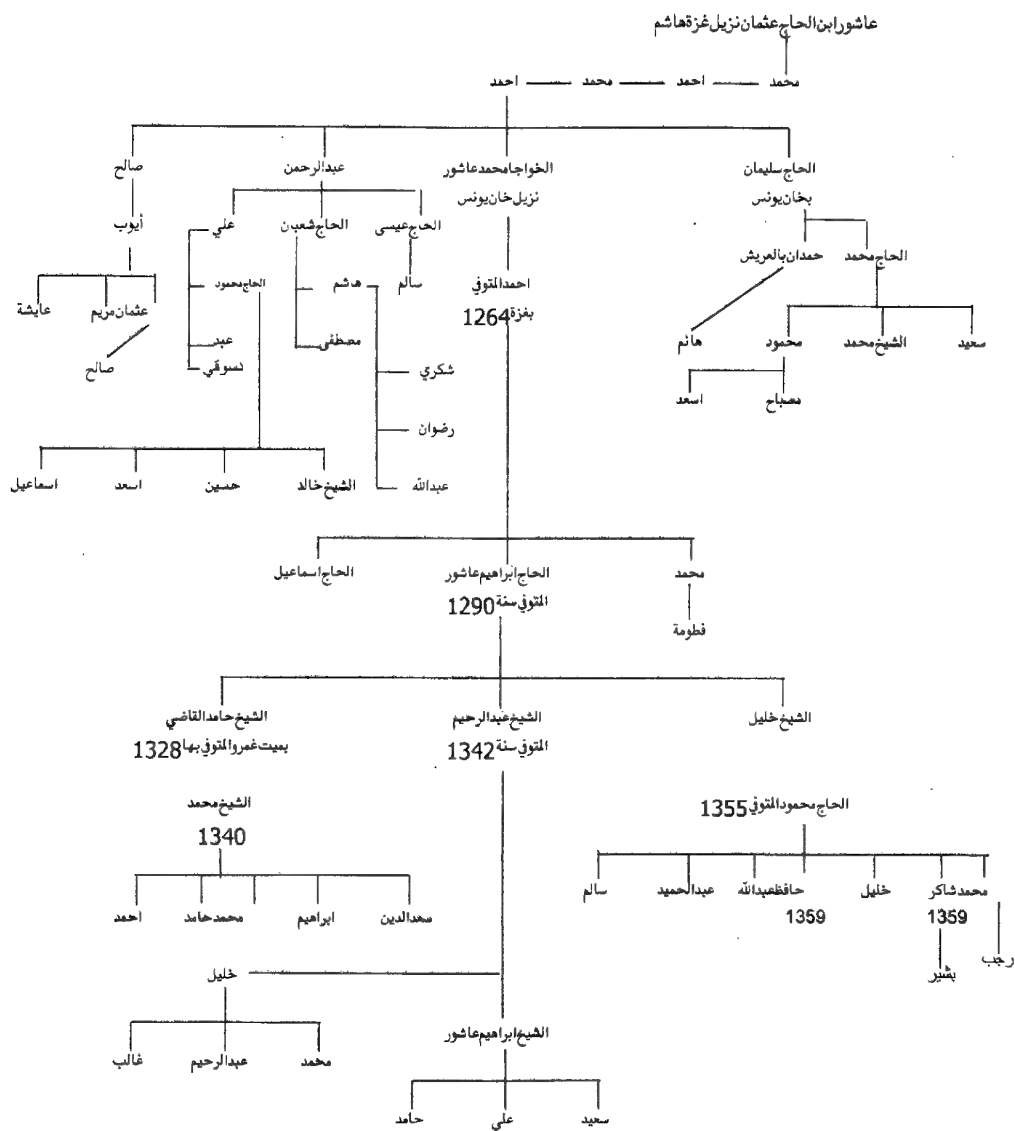 عاشور ابن الحاج عثمان نزيل غزة هاشم
محمد احمد محمد احمد
الحاج سليمان الخواجا محمد عاشور عبدالرحمن صالح
بخان يونس نزيل خان يونس
الحاج عيسى الحاج شعبان علي أيوب
الحاج محمد حمدان بالعريش
احمد المتوفي سالم هاشم الحاج محمود
بغزة 1264
عثمان مريم عايشة
سعيد الشيخ محمد محمود هانم مصطفى عبد
دسوقي
شكري صالح
مصباح اسعد
رضوان
عبدالله الشيخ خالد حسين اسعد اسماعيل
محمد الحاج ابراهيم عاشور الحاج اسماعيل
المتوفي سنة 1290
فطومة
الشيخ خليل الشيخ عبدالرحيم الشيخ حامد القاضي
المتوفي سنة 1342 بميت غمر والمتوفي بها 1328
الحاج محمود المتوفي 1355 الشيخ محمد
1340
محمد شاكر خليل حافظ عبدالله عبدالحميد سالم
1359 1359
سعدالدين ابراهيم محمد حامد احمد
رجب
بشير
خليل
الشيخ ابراهيم عاشور
محمد عبدالرحيم غالب
سعيد علي حامد